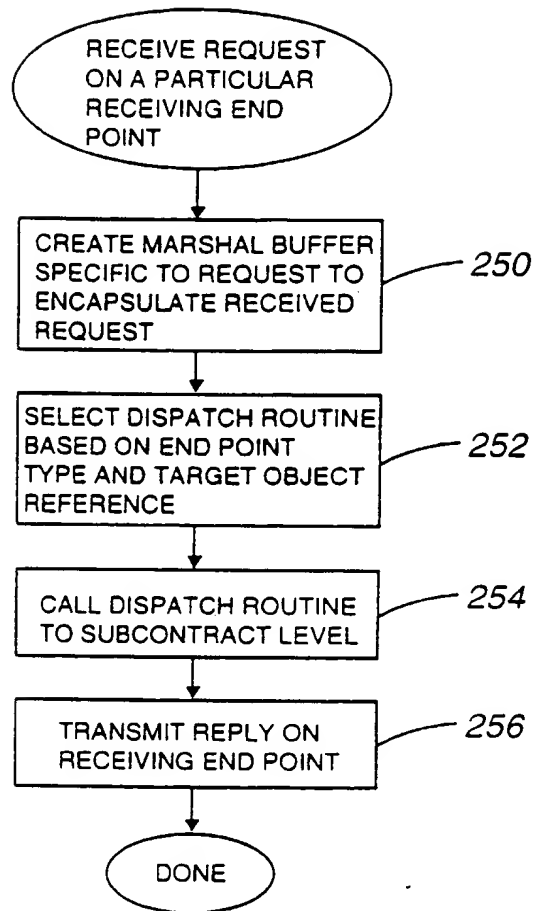 RECEIVE REQUEST
ON A PARTICULAR
RECEIVING END
POINT
CREATE MARSHAL BUFFER
SPECIFIC TO REQUEST TO
ENCAPSULATE RECEIVED
REQUEST
250
SELECT DISPATCH ROUTINE
BASED ON END POINT
TYPE AND TARGET OBJECT
REFERENCE
252
CALL DISPATCH ROUTINE
TO SUBCONTRACT LEVEL
254
TRANSMIT REPLY ON
RECEIVING END POINT
256
DONE